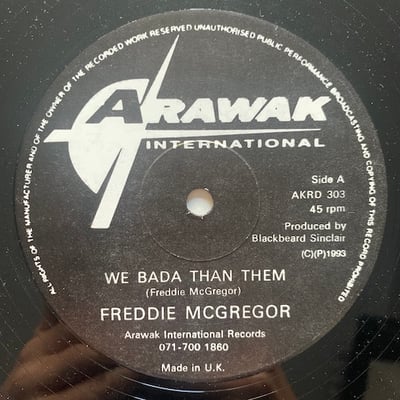 ALL RIGHTS OF THE MANUFACTURER AND OF THE OWNER OF THE RECORDED WORK RESERVED UNAUTHORISED PUBLIC PERFORMANCE BROADCASTING AND COPYING OF THIS RECORD PROHIBITED
ARAWAK
INTERNATIONAL
Side A
AKRD 303
45 rpm
Produced by
Blackbeard Sinclair
(C)(P)1993
WE BADA THAN THEM
(Freddie McGregor)
FREDDIE MCGREGOR
Arawak International Records
071-700 1860
Made in U.K.